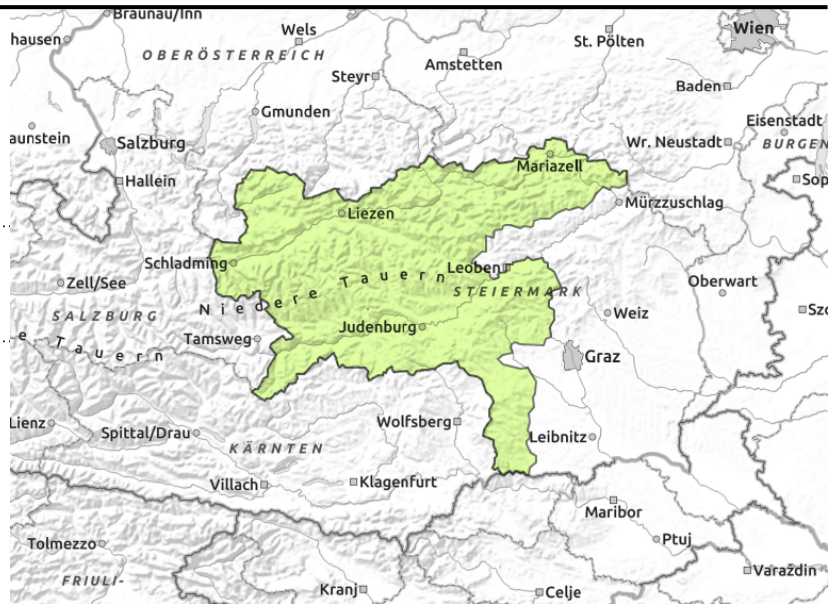 Braunau/Inn
hausen
Wels
OBERÖSTERREICH
St. Pölten
Wien
Amstetten
Steyr
Baden
Gmunden
Eisenstadt
aunstein
Salzburg
Wr. Neustadt
BURGEN
Mariazell
Hallein
Sop
Mürzzuschlag
Liezen
Schladming
Leoben
Zell/See
Niedere Tauern
STEIERMARK
Oberwart
SALZBURG
Weiz
Szo
Judenburg
e Tauern
Tamsweg
Graz
Lienz
Wolfsberg
Spittal/Drau
Leibnitz
KÄRNTEN
Villach
Klagenfurt
Maribor
Tolmezzo
Ptuj
Varaždin
FRIULI-
Kranj
Celje